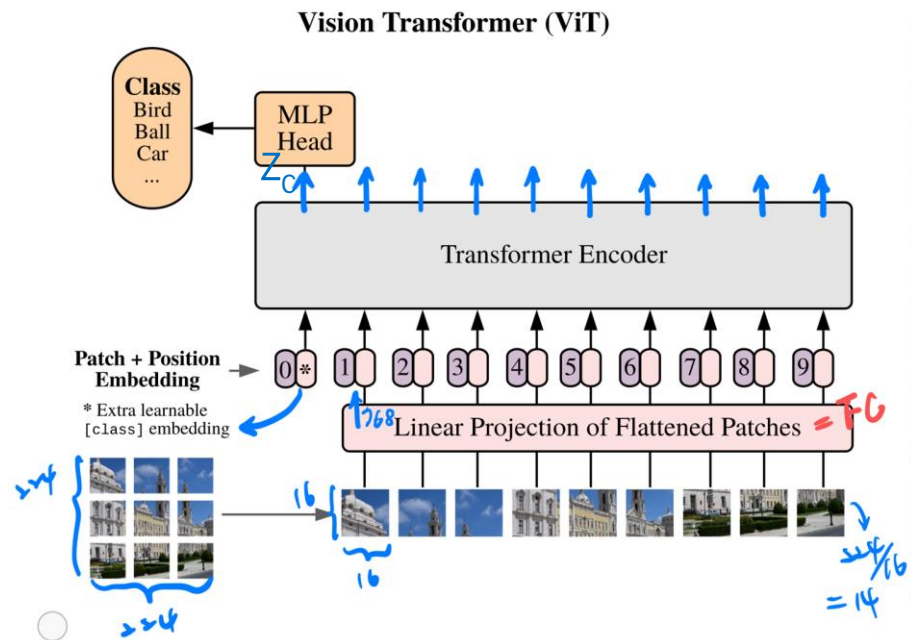 Vision Transformer (ViT)
Class
Bird
Ball
Car
...
MLP
Head
Zc
Transformer Encoder
Patch + Position
Embedding
0 * 1 2 3 4 5 6 7 8 9
* Extra learnable
[class] embedding
768
Linear Projection of Flattened Patches = FC
224
16
16
224/16
= 14
224